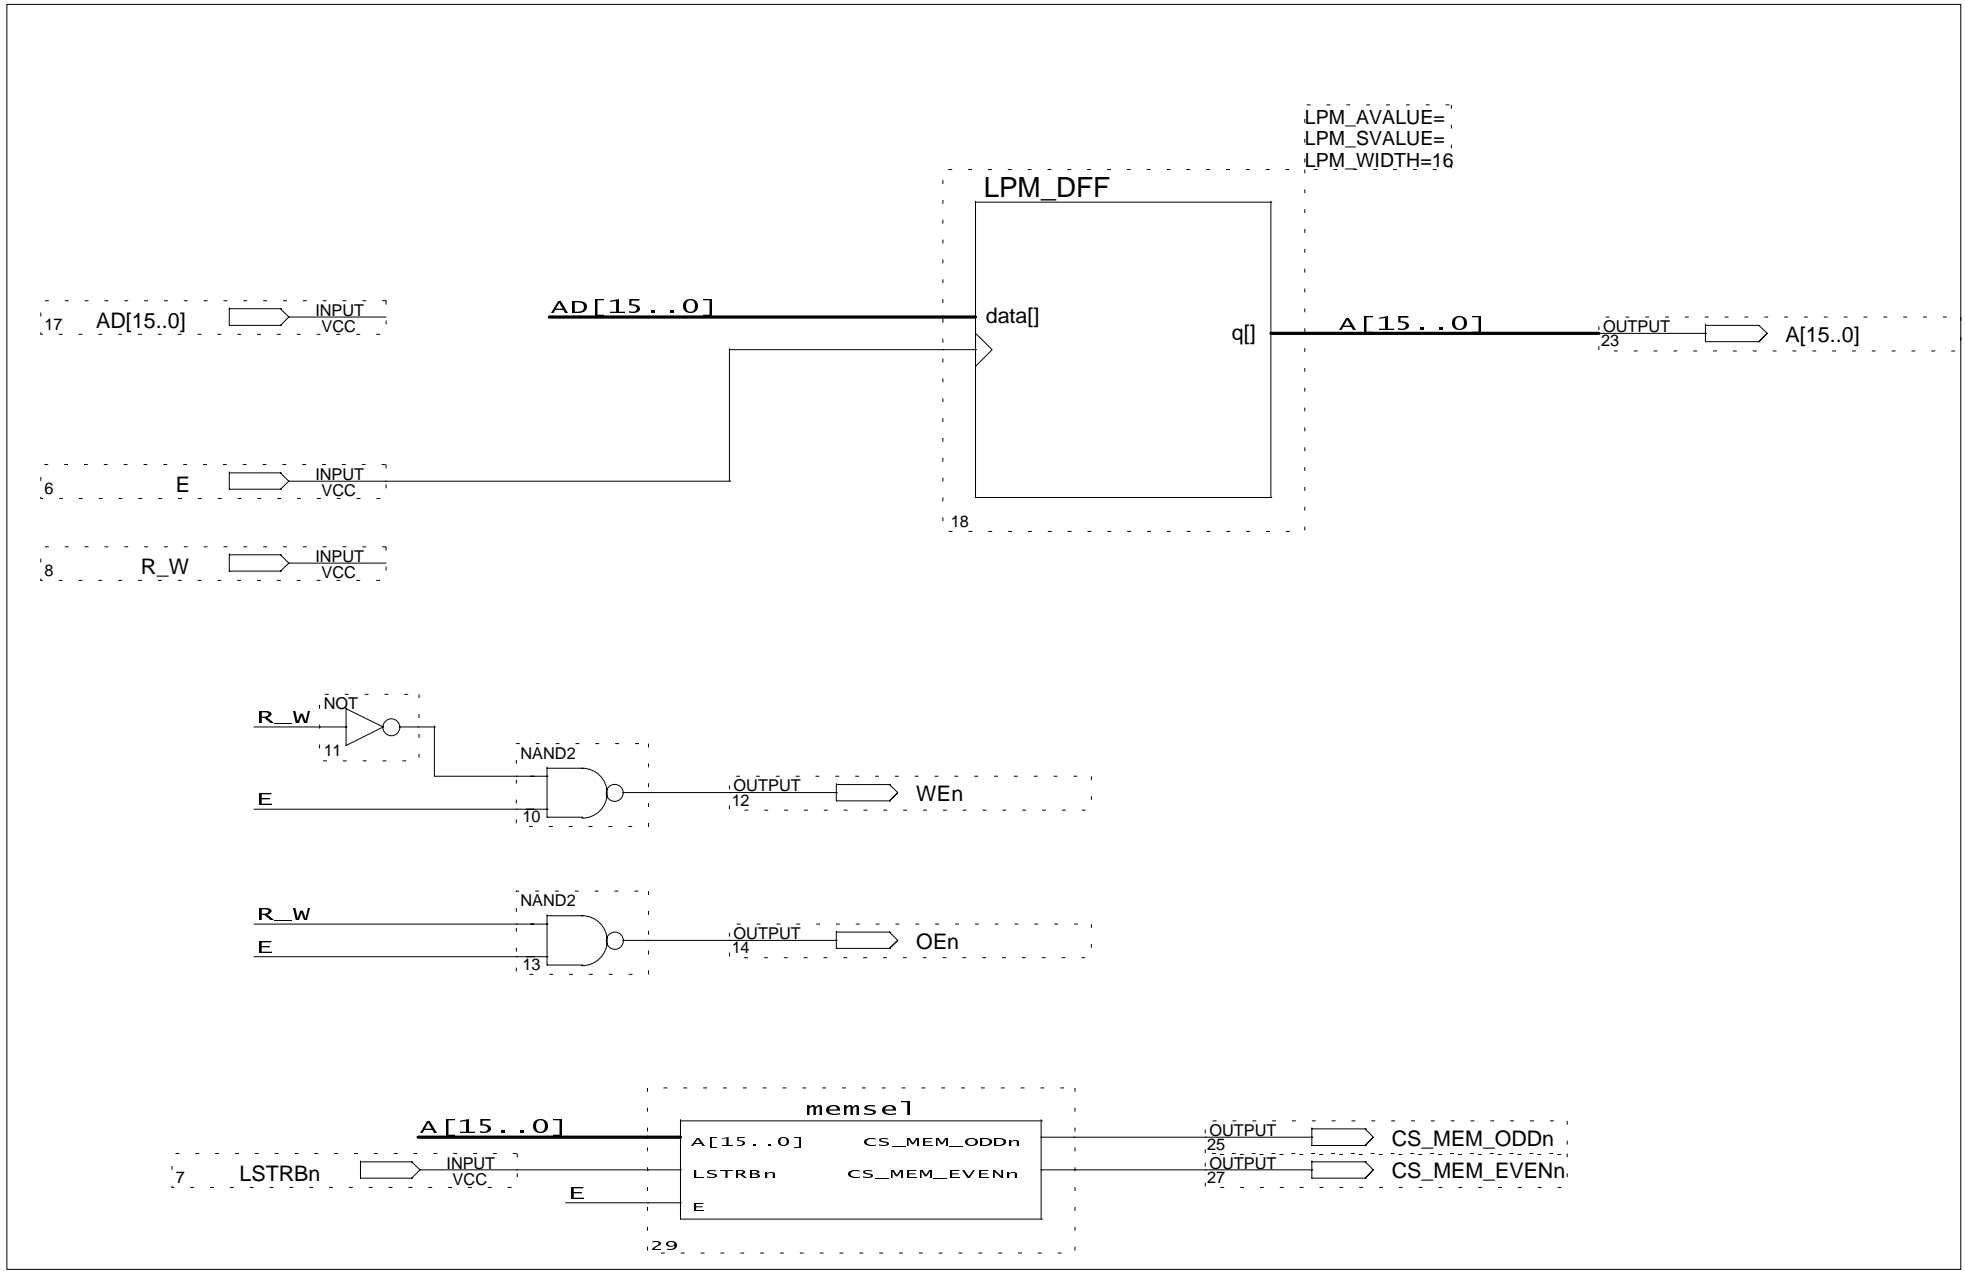 LPM_AVALUE=
LPM_SVALUE=
LPM_WIDTH=16
LPM_DFF
17 AD[15..0] INPUT VCC
AD[15..0] data[]
q[] A[15..0] OUTPUT 23 A[15..0]
6 E INPUT VCC
18
8 R_W INPUT VCC
R_W NOT 11
NAND2
E 10
OUTPUT 12 WEn
NAND2
R_W
E 13
OUTPUT 14 OEn
memsel
A[15..0] A[15..0] CS_MEM_ODDn OUTPUT 25 CS_MEM_ODDn
7 LSTRBn INPUT VCC LSTRBn CS_MEM_EVENn OUTPUT 27 CS_MEM_EVENn
E E
29